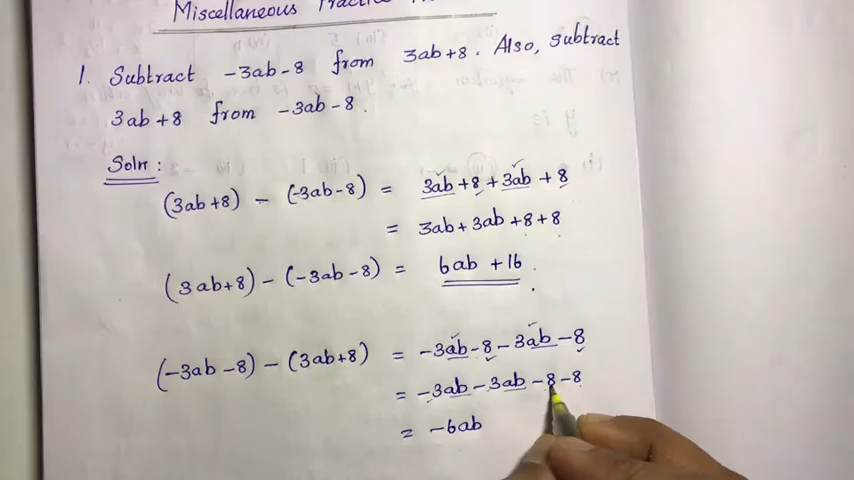 Miscellaneous Practice
1. Subtract -3ab-8 from 3ab+8. Also, subtract
3ab+8 from -3ab-8.
Soln:
(3ab+8) - (-3ab-8) = 3ab+8+3ab+8
= 3ab+3ab+8+8
(3ab+8)-(-3ab-8) = 6ab+16.
(-3ab-8)-(3ab+8) = -3ab-8-3ab-8
= -3ab-3ab-8-8
= -6ab